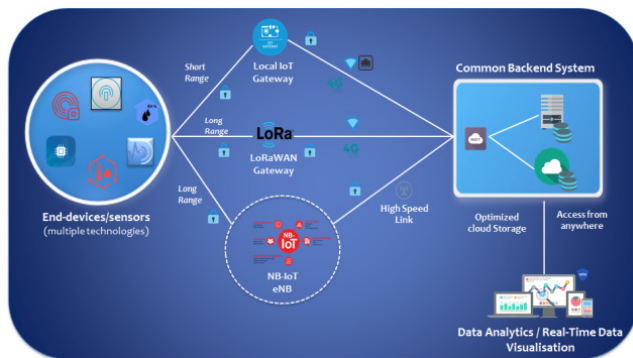 Short
Range
Local IoT
Gateway
4G
Common Backend System
Long
Range
LoRa
LoRaWAN
Gateway
4G
Long
Range
End-devices/sensors
(multiple technologies)
NB-
IoT
NB-IoT
eNB
High Speed
Link
Optimized
cloud Storage
Access from
anywhere
Data Analytics / Real-Time Data
Visualisation